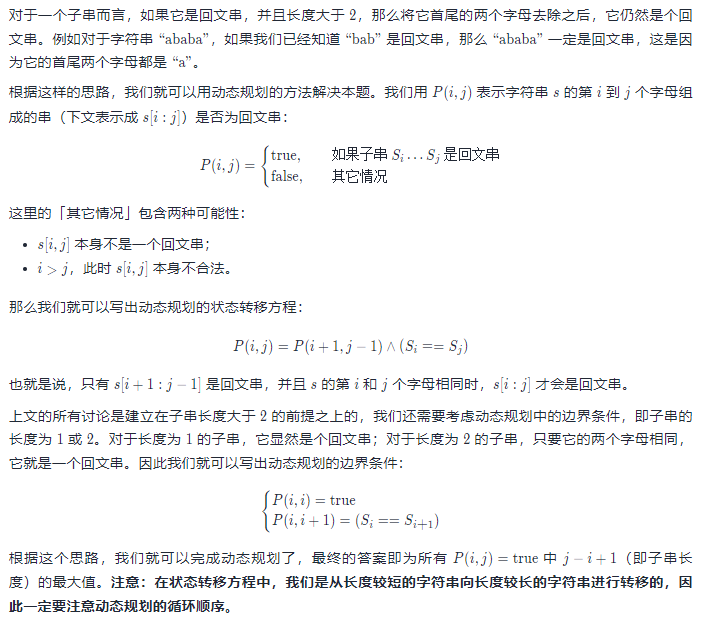 对于一个子串而言，如果它是回文串，并且长度大于 2，那么将它首尾的两个字母去除之后，它仍然是个回
文串。例如对于字符串 “ababa”，如果我们已经知道 “bab” 是回文串，那么 “ababa” 一定是回文串，这是因
为它的首尾两个字母都是 “a”。
根据这样的思路，我们就可以用动态规划的方法解决本题。我们用 P(i, j) 表示字符串 s 的第 i 到 j 个字母组
成的串（下文表示成 s[i : j]）是否为回文串：
P(i, j) = { true, 如果子串 Sᵢ … Sⱼ 是回文串
false, 其它情况
这里的「其它情况」包含两种可能性：
• s[i, j] 本身不是一个回文串；
• i > j，此时 s[i, j] 本身不合法。
那么我们就可以写出动态规划的状态转移方程：
P(i, j) = P(i + 1, j − 1) ∧ (Sᵢ == Sⱼ)
也就是说，只有 s[i + 1 : j − 1] 是回文串，并且 s 的第 i 和 j 个字母相同时，s[i : j] 才会是回文串。
上文的所有讨论是建立在子串长度大于 2 的前提之上的，我们还需要考虑动态规划中的边界条件，即子串的
长度为 1 或 2。对于长度为 1 的子串，它显然是个回文串；对于长度为 2 的子串，只要它的两个字母相同，
它就是一个回文串。因此我们就可以写出动态规划的边界条件：
{ P(i, i) = true
P(i, i + 1) = (Sᵢ == Sᵢ₊₁)
根据这个思路，我们就可以完成动态规划了，最终的答案即为所有 P(i, j) = true 中 j − i + 1（即子串长
度）的最大值。注意：在状态转移方程中，我们是从长度较短的字符串向长度较长的字符串进行转移的，因
此一定要注意动态规划的循环顺序。